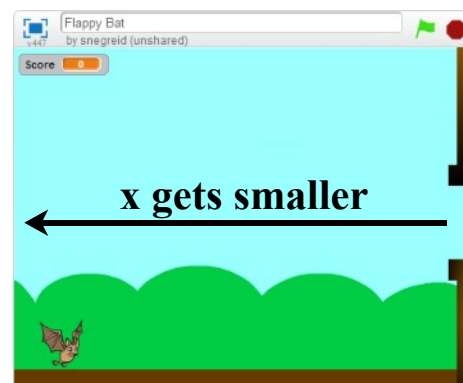 Flappy Bat
v447
by snegreid (unshared)
Score 0
x gets smaller